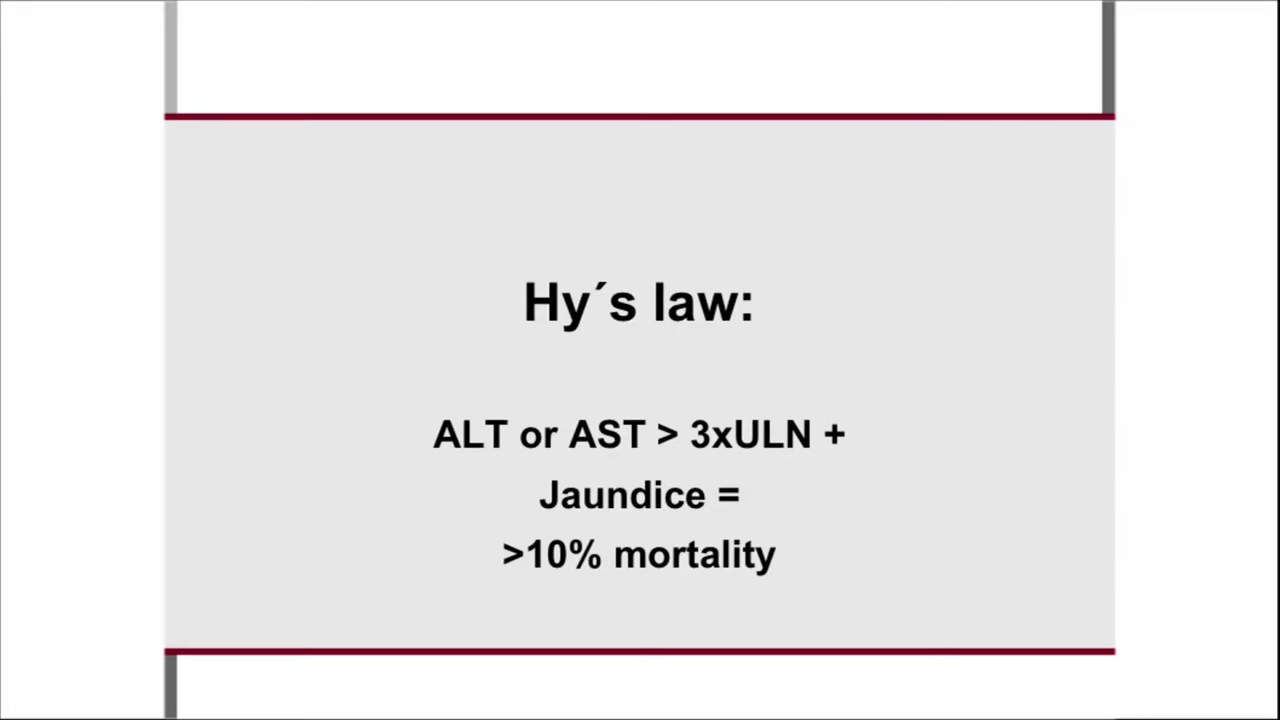 Hy´s law:
ALT or AST > 3xULN +
Jaundice =
>10% mortality